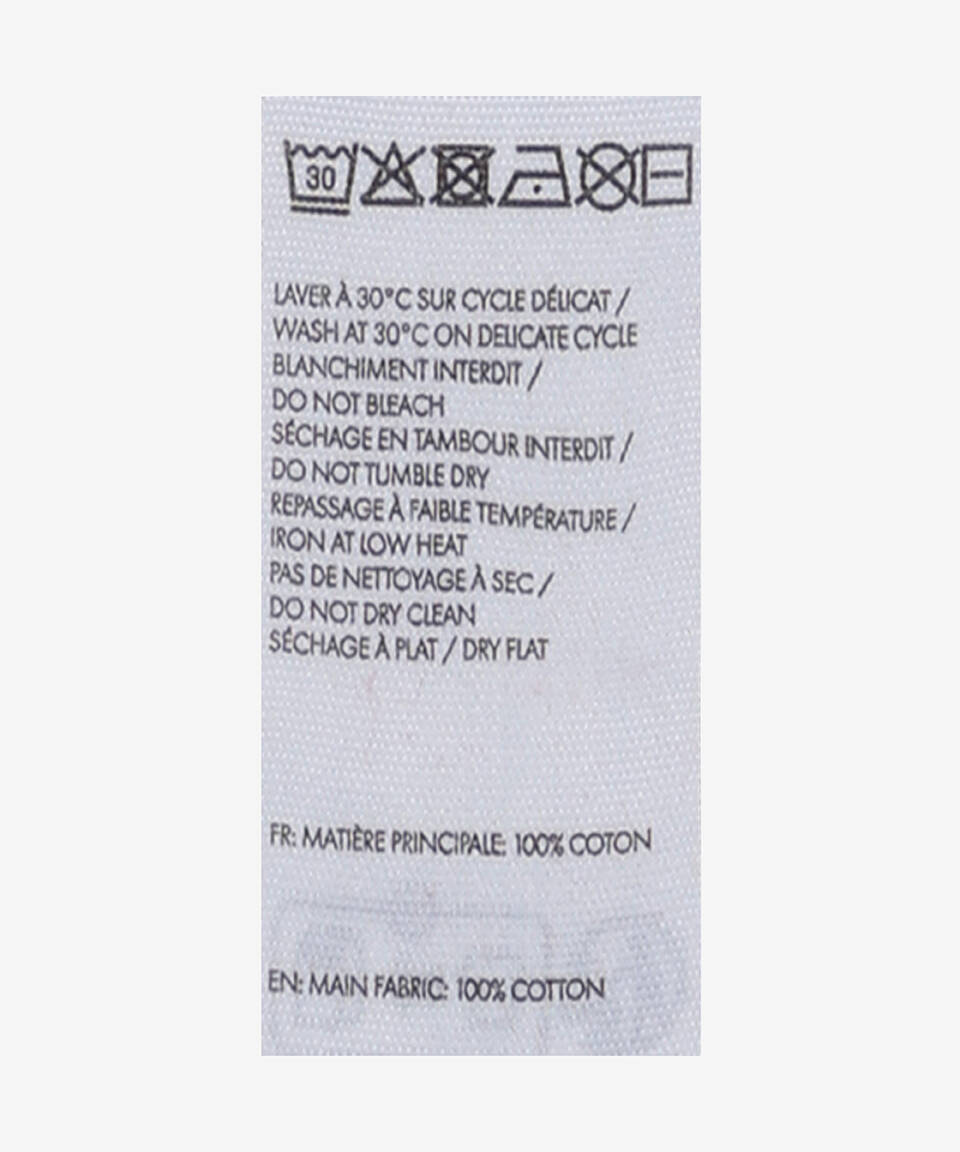 30
LAVER À 30°C SUR CYCLE DÉLICAT /
WASH AT 30°C ON DELICATE CYCLE
BLANCHIMENT INTERDIT /
DO NOT BLEACH
SÉCHAGE EN TAMBOUR INTERDIT /
DO NOT TUMBLE DRY
REPASSAGE À FAIBLE TEMPÉRATURE /
IRON AT LOW HEAT
PAS DE NETTOYAGE À SEC /
DO NOT DRY CLEAN
SÉCHAGE À PLAT / DRY FLAT
FR: MATIÈRE PRINCIPALE: 100% COTON
EN: MAIN FABRIC: 100% COTTON